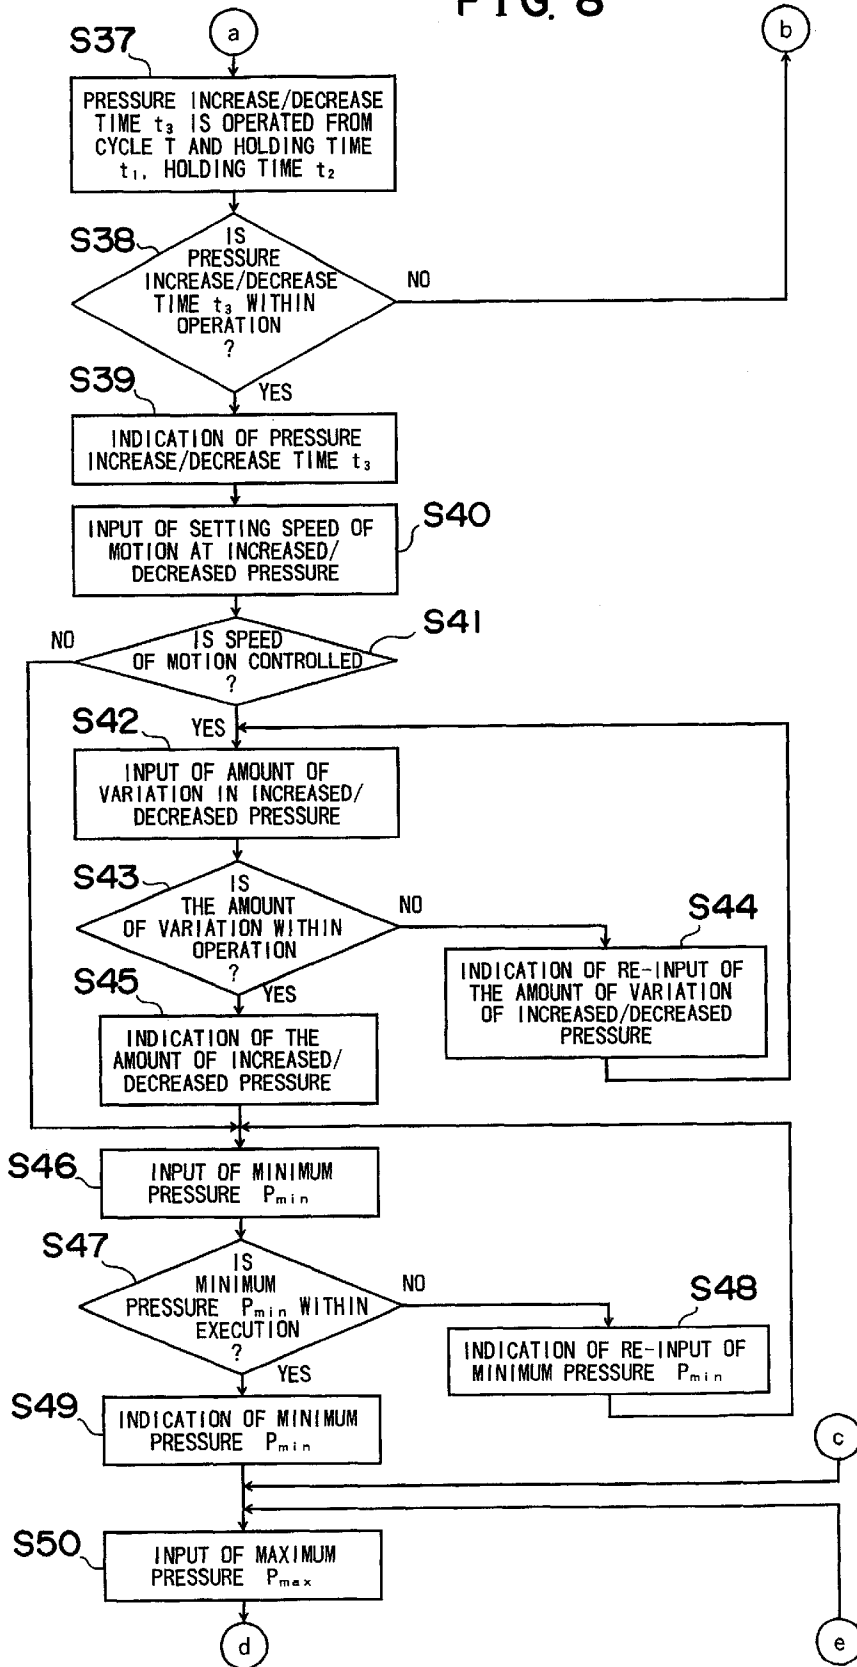 FIG. 8
a
b
S37
PRESSURE INCREASE/DECREASE
TIME t₃ IS OPERATED FROM
CYCLE T AND HOLDING TIME
t₁, HOLDING TIME t₂
S38
IS
PRESSURE
INCREASE/DECREASE
TIME t₃ WITHIN
OPERATION
?
NO
YES
S39
INDICATION OF PRESSURE
INCREASE/DECREASE TIME t₃
S40
INPUT OF SETTING SPEED OF
MOTION AT INCREASED/
DECREASED PRESSURE
S41
NO
IS SPEED
OF MOTION CONTROLLED
?
YES
S42
INPUT OF AMOUNT OF
VARIATION IN INCREASED/
DECREASED PRESSURE
S43
IS
THE AMOUNT
OF VARIATION WITHIN
OPERATION
?
NO
YES
S44
INDICATION OF RE-INPUT OF
THE AMOUNT OF VARIATION
OF INCREASED/DECREASED
PRESSURE
S45
INDICATION OF THE
AMOUNT OF INCREASED/
DECREASED PRESSURE
S46
INPUT OF MINIMUM
PRESSURE Pmin
S47
IS
MINIMUM
PRESSURE Pmin WITHIN
EXECUTION
?
NO
YES
S48
INDICATION OF RE-INPUT OF
MINIMUM PRESSURE Pmin
S49
INDICATION OF MINIMUM
PRESSURE Pmin
c
S50
INPUT OF MAXIMUM
PRESSURE Pmax
d
e